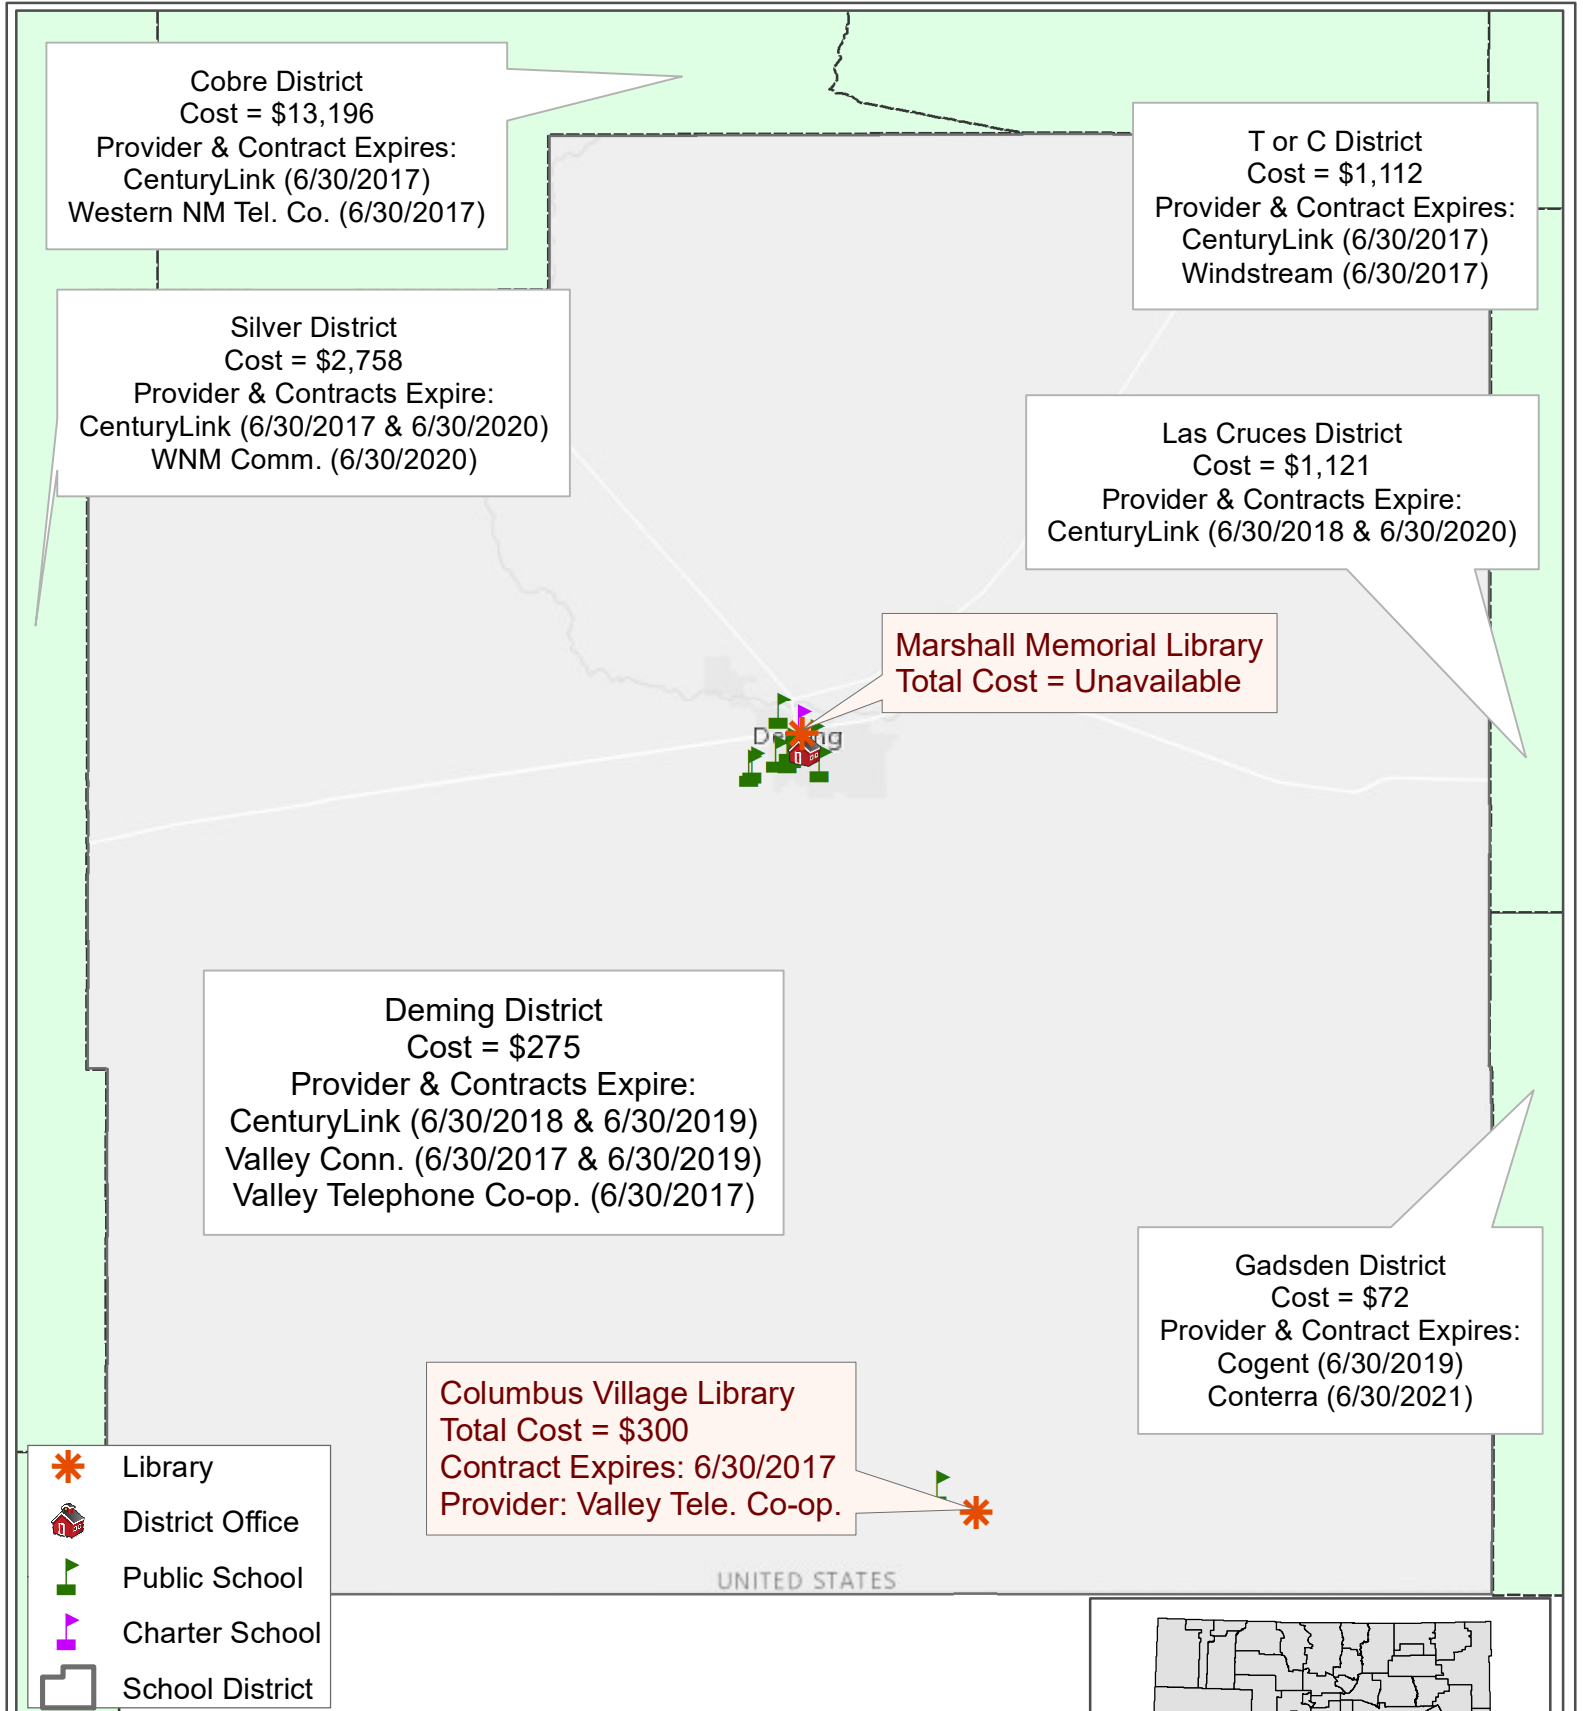 Cobre District
Cost = $13,196
Provider & Contract Expires:
CenturyLink (6/30/2017)
Western NM Tel. Co. (6/30/2017)
T or C District
Cost = $1,112
Provider & Contract Expires:
CenturyLink (6/30/2017)
Windstream (6/30/2017)
Silver District
Cost = $2,758
Provider & Contracts Expire:
CenturyLink (6/30/2017 & 6/30/2020)
WNM Comm. (6/30/2020)
Las Cruces District
Cost = $1,121
Provider & Contracts Expire:
CenturyLink (6/30/2018 & 6/30/2020)
Marshall Memorial Library
Total Cost = Unavailable
Deming
Deming District
Cost = $275
Provider & Contracts Expire:
CenturyLink (6/30/2018 & 6/30/2019)
Valley Conn. (6/30/2017 & 6/30/2019)
Valley Telephone Co-op. (6/30/2017)
Gadsden District
Cost = $72
Provider & Contract Expires:
Cogent (6/30/2019)
Conterra (6/30/2021)
Columbus Village Library
Total Cost = $300
Contract Expires: 6/30/2017
Provider: Valley Tele. Co-op.
UNITED STATES
Library
District Office
Public School
Charter School
School District